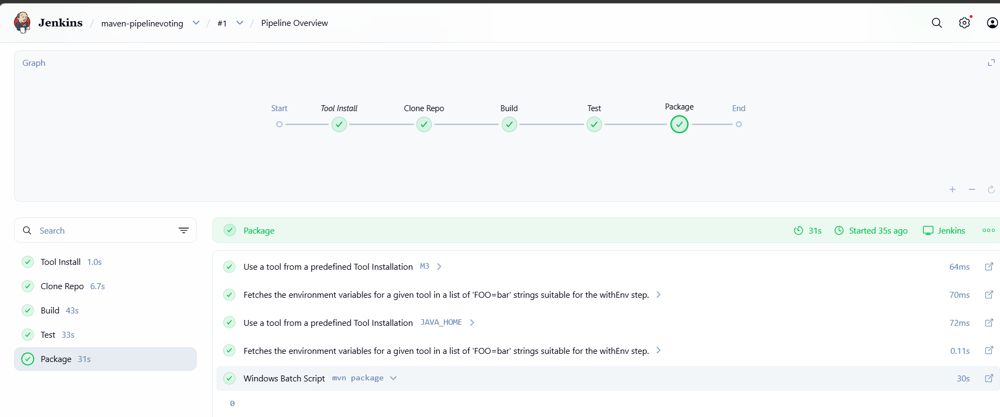 Jenkins / maven-pipelinevoting / #1 / Pipeline Overview
Graph
Start Tool Install Clone Repo Build Test Package End
Search
Tool Install 1.0s
Clone Repo 6.7s
Build 43s
Test 33s
Package 31s
Package 31s Started 35s ago Jenkins
Use a tool from a predefined Tool Installation M3 64ms
Fetches the environment variables for a given tool in a list of 'FOO=bar' strings suitable for the withEnv step. 70ms
Use a tool from a predefined Tool Installation JAVA_HOME 72ms
Fetches the environment variables for a given tool in a list of 'FOO=bar' strings suitable for the withEnv step. 0.11s
Windows Batch Script mvn package 30s
0